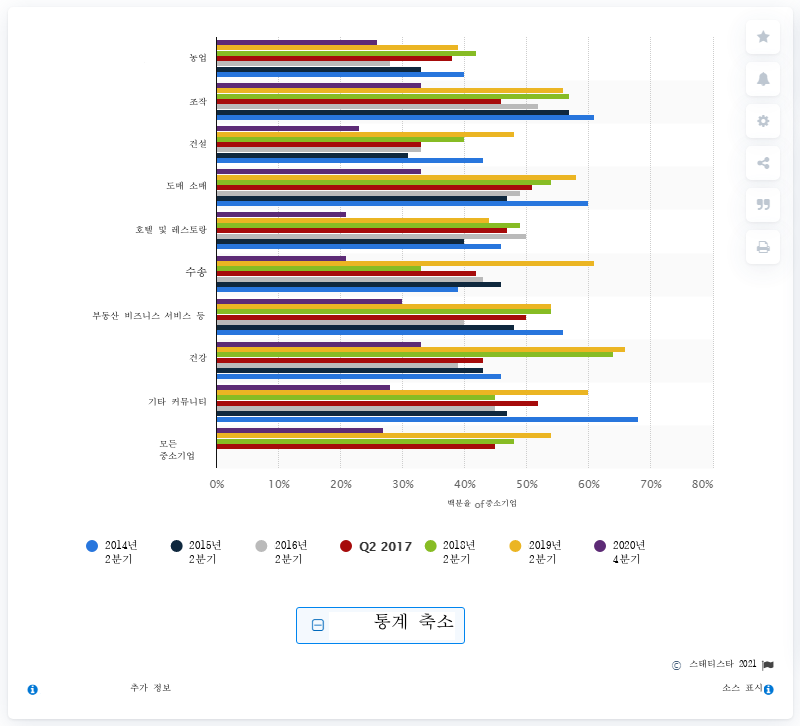 농업
조작
건설
도매 소매
호텔 및 레스토랑
수송
부동산 비즈니스 서비스 등
건강
기타 커뮤니티
모든
중소기업
0% 10% 20% 30% 40% 50% 60% 70% 80%
백분율 of중소기업
2014년 2015년 2016년 Q2 2017 2018년 2019년 2020년
2분기 2분기 2분기 2분기 2분기 4분기
통계 축소
© 스태티스타 2021
추가 정보 소스 표시